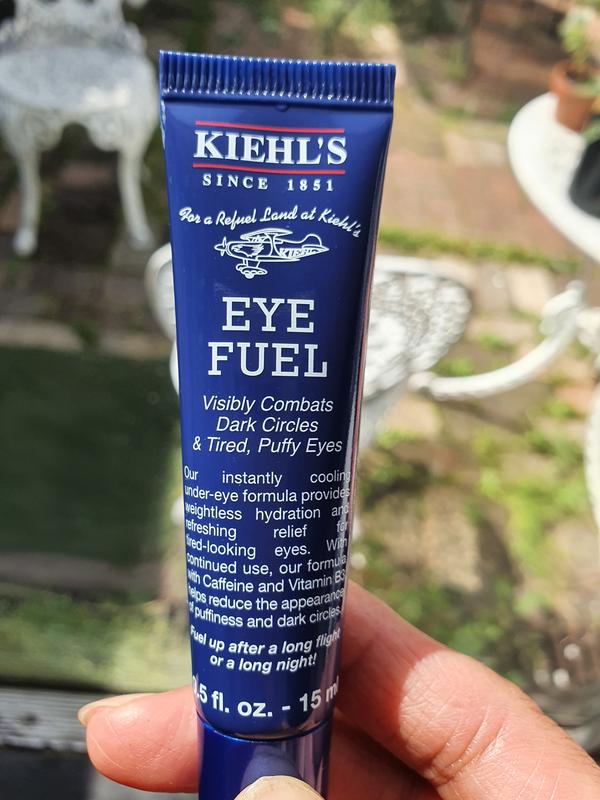 KIEHL'S
SINCE 1851
For a Refuel Land at Kiehl's
KIEHL'S
EYE
FUEL
Visibly Combats
Dark Circles
& Tired, Puffy Eyes
Our instantly cooling
under-eye formula provides
weightless hydration and
refreshing relief for
tired-looking eyes. With
continued use, our formula
with Caffeine and Vitamin B3
helps reduce the appearance
of puffiness and dark circles.
Fuel up after a long flight
or a long night!
0.5 fl. oz. - 15 ml